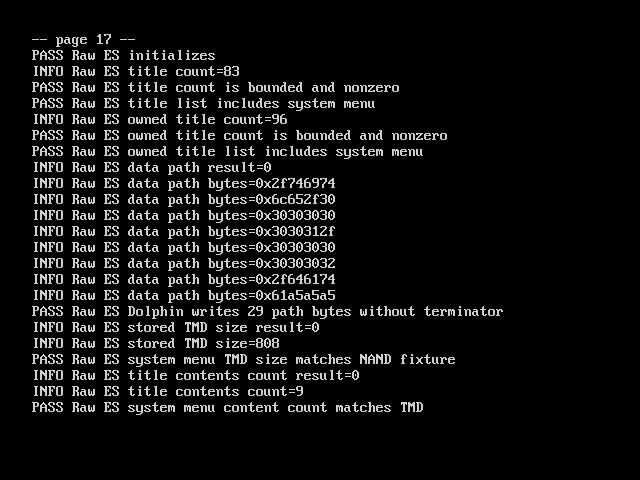 -- page 17 --
PASS Raw ES initializes
INFO Raw ES title count=83
PASS Raw ES title count is bounded and nonzero
PASS Raw ES title list includes system menu
INFO Raw ES owned title count=96
PASS Raw ES owned title count is bounded and nonzero
PASS Raw ES owned title list includes system menu
INFO Raw ES data path result=0
INFO Raw ES data path bytes=0x2f746974
INFO Raw ES data path bytes=0x6c652f30
INFO Raw ES data path bytes=0x30303030
INFO Raw ES data path bytes=0x3030312f
INFO Raw ES data path bytes=0x30303030
INFO Raw ES data path bytes=0x30303032
INFO Raw ES data path bytes=0x2f646174
INFO Raw ES data path bytes=0x61a5a5a5
PASS Raw ES Dolphin writes 29 path bytes without terminator
INFO Raw ES stored TMD size result=0
INFO Raw ES stored TMD size=808
PASS Raw ES system menu TMD size matches NAND fixture
INFO Raw ES title contents count result=0
INFO Raw ES title contents count=9
PASS Raw ES system menu content count matches TMD